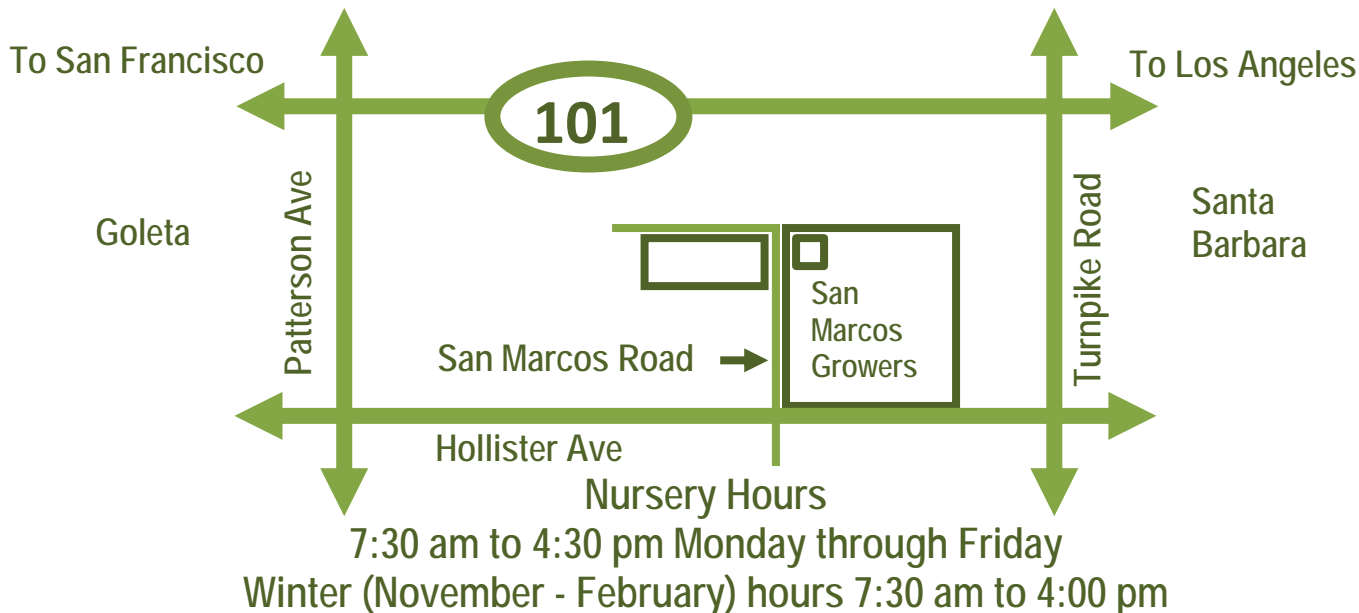 To San Francisco
To Los Angeles
101
Patterson Ave
Turnpike Road
Goleta
Santa
Barbara
San
Marcos
Growers
San Marcos Road
Hollister Ave
Nursery Hours
7:30 am to 4:30 pm Monday through Friday
Winter (November - February) hours 7:30 am to 4:00 pm